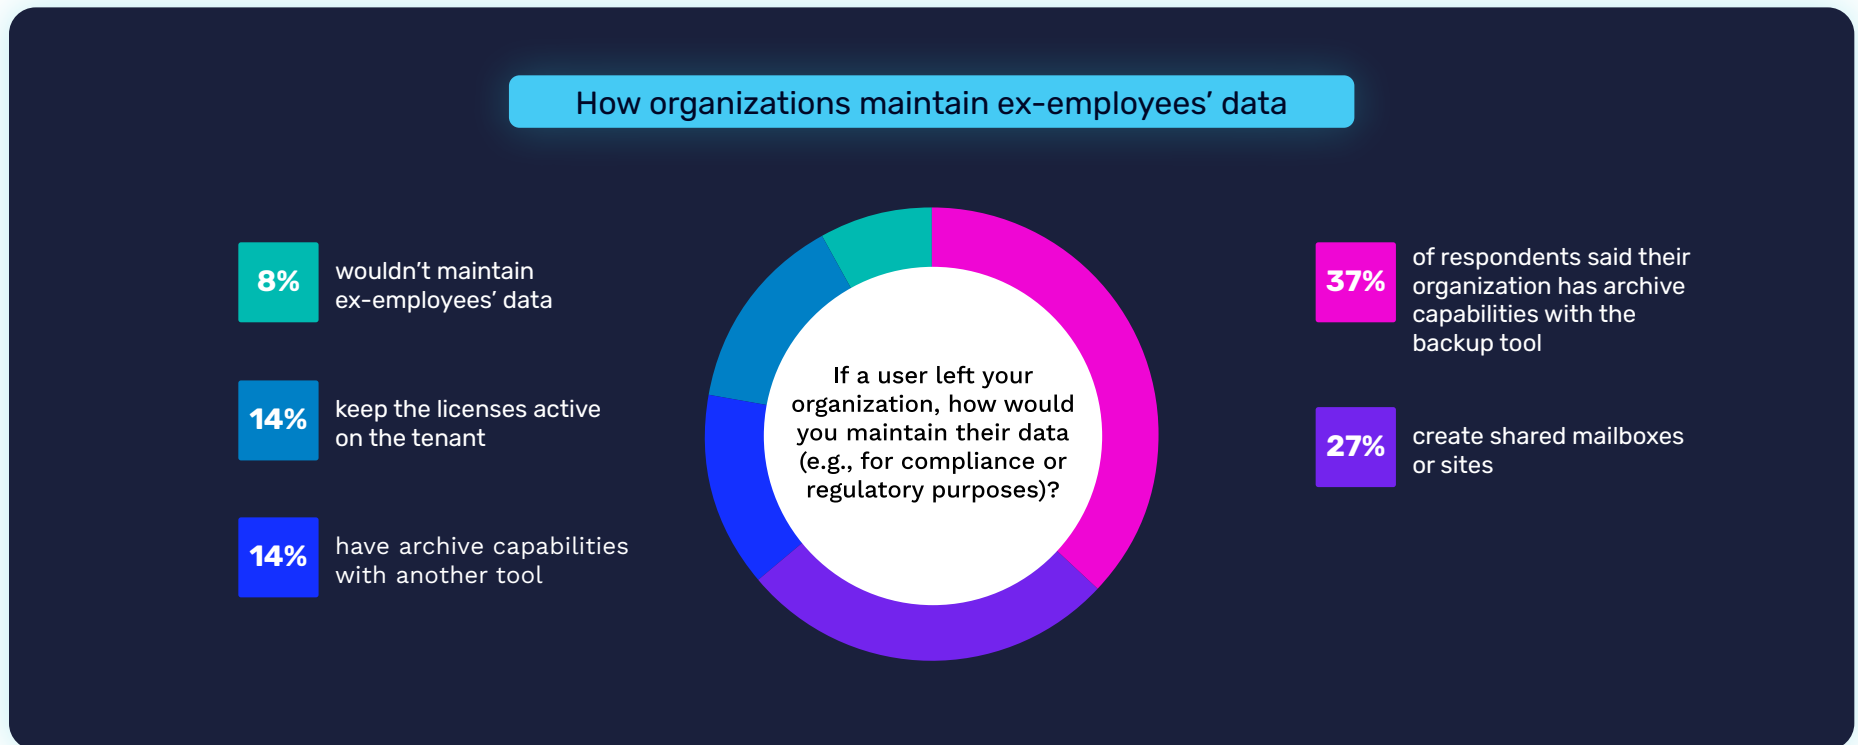 How organizations maintain ex-employees’ data
8%
wouldn’t maintain
ex-employees’ data
14%
keep the licenses active
on the tenant
14%
have archive capabilities
with another tool
If a user left your
organization, how would
you maintain their data
(e.g., for compliance or
regulatory purposes)?
37%
of respondents said their
organization has archive
capabilities with the
backup tool
27%
create shared mailboxes
or sites